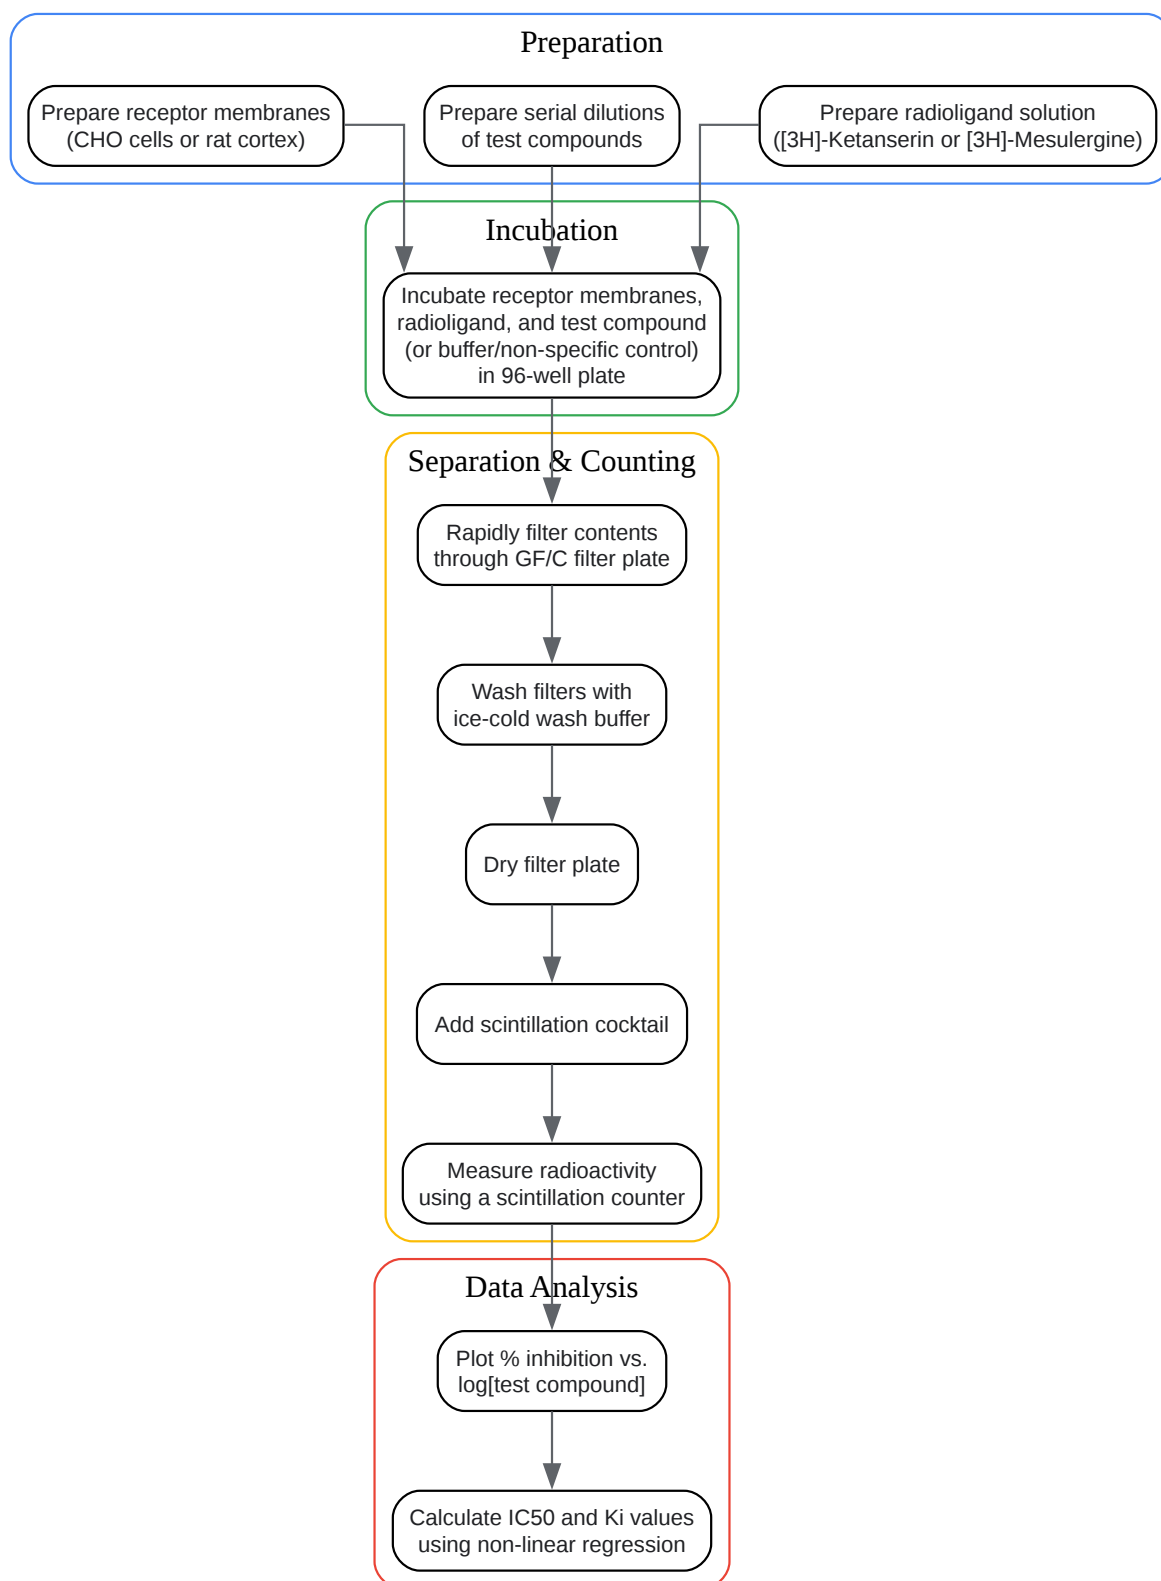 Preparation
Prepare receptor membranes
(CHO cells or rat cortex)
Prepare serial dilutions
of test compounds
Prepare radioligand solution
([3H]-Ketanserin or [3H]-Mesulergine)
Incubation
Incubate receptor membranes,
radioligand, and test compound
(or buffer/non-specific control)
in 96-well plate
Separation & Counting
Rapidly filter contents
through GF/C filter plate
Wash filters with
ice-cold wash buffer
Dry filter plate
Add scintillation cocktail
Measure radioactivity
using a scintillation counter
Data Analysis
Plot % inhibition vs.
log[test compound]
Calculate IC50 and Ki values
using non-linear regression